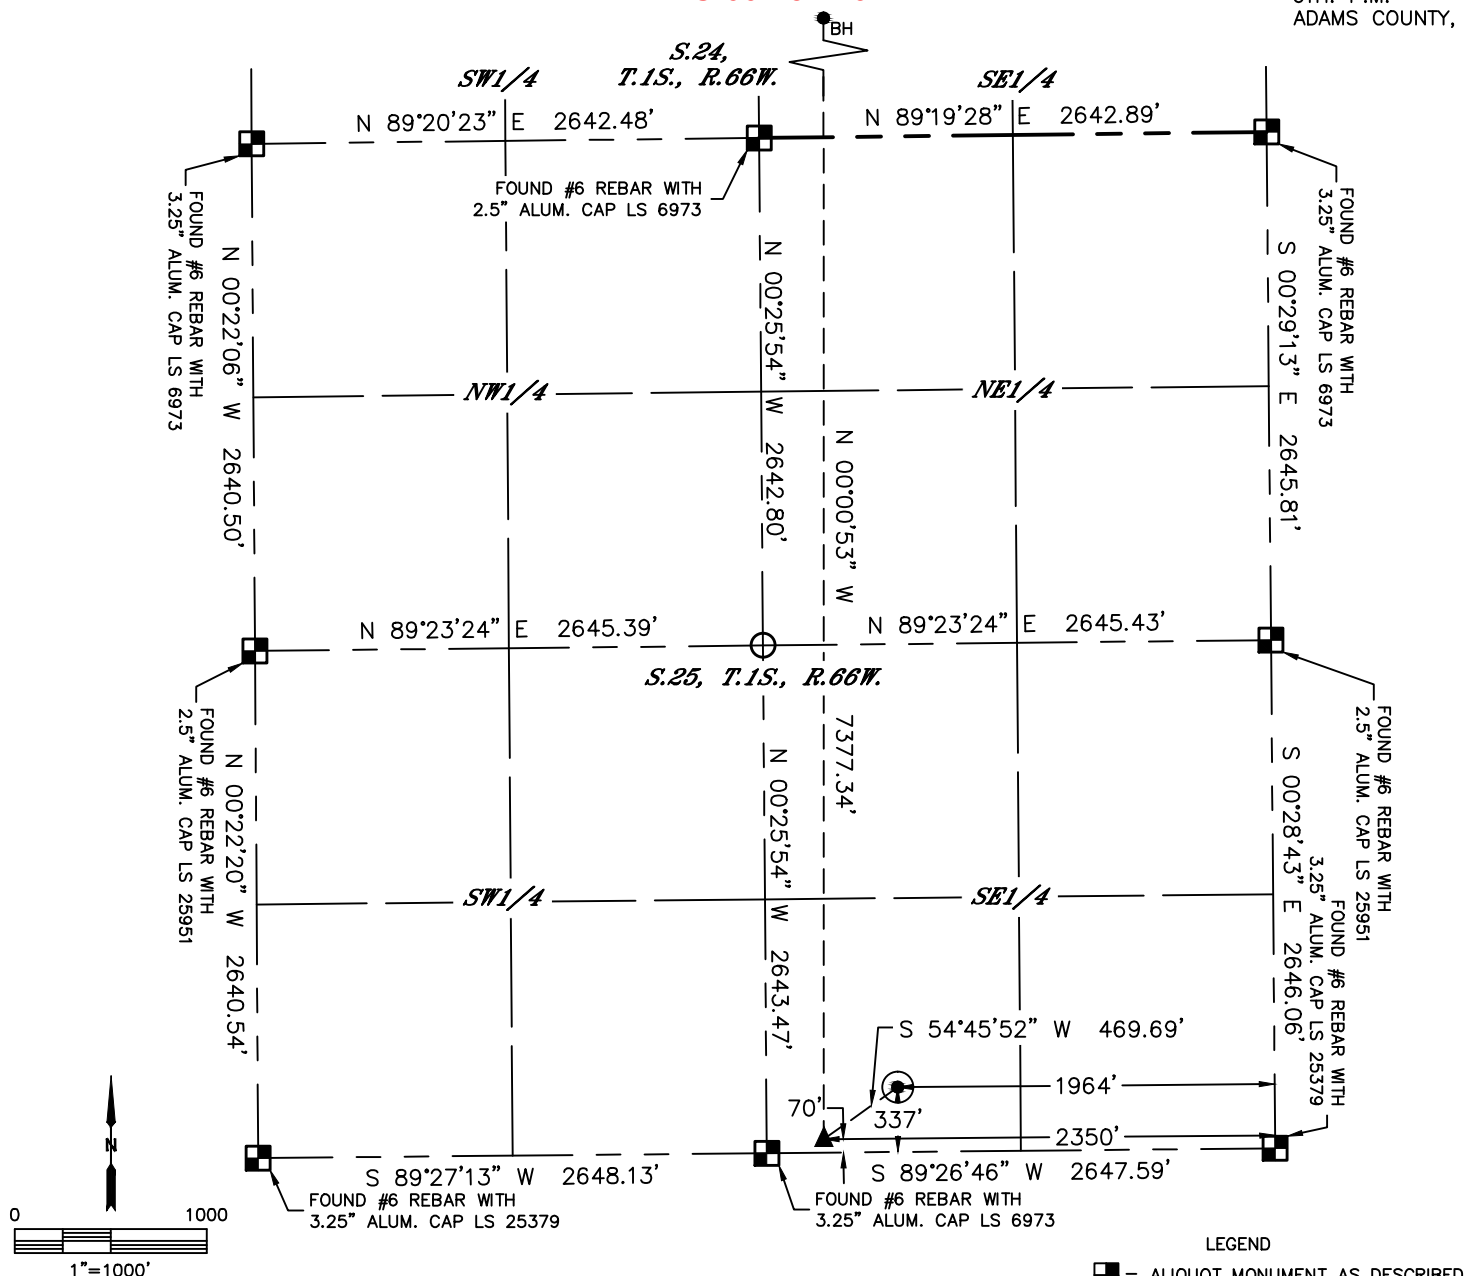 ADAMS COUNTY,
BH
S.24,
T.1S., R.66W.
SW1/4
SE1/4
N 89°20'23" E 2642.48'
N 89°19'28" E 2642.89'
FOUND #6 REBAR WITH
3.25" ALUM. CAP LS 6973
FOUND #6 REBAR WITH
2.5" ALUM. CAP LS 6973
FOUND #6 REBAR WITH
3.25" ALUM. CAP LS 6973
N 00°22'06" W 2640.50'
N 00°25'54" W 2642.80'
S 00°29'13" E 2645.81'
NW1/4
NE1/4
N 00°00'53" W 7377.34'
N 89°23'24" E 2645.39'
N 89°23'24" E 2645.43'
S.25, T.1S., R.66W.
FOUND #6 REBAR WITH
2.5" ALUM. CAP LS 25951
FOUND #6 REBAR WITH
2.5" ALUM. CAP LS 25951
N 00°22'20" W 2640.54'
N 00°25'54" W 2643.47'
S 00°28'43" E 2646.06'
FOUND #6 REBAR WITH
3.25" ALUM. CAP LS 25379
SW1/4
SE1/4
S 54°45'52" W 469.69'
1964'
70'
337'
2350'
S 89°27'13" W 2648.13'
S 89°26'46" W 2647.59'
FOUND #6 REBAR WITH
3.25" ALUM. CAP LS 25379
FOUND #6 REBAR WITH
3.25" ALUM. CAP LS 6973
N
0 1000
1"=1000'
LEGEND
= ALIQUOT MONUMENT AS DESCRIBED